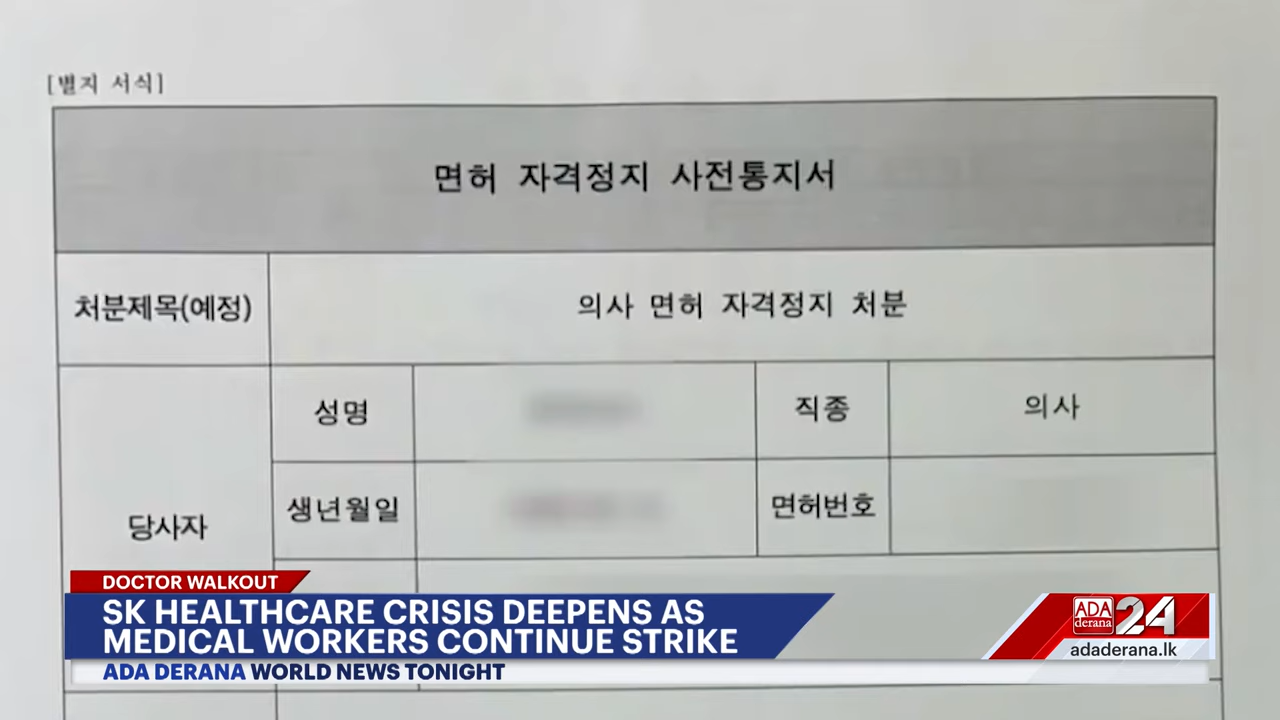 [별지 서식]
면허 자격정지 사전통지서
처분제목(예정)
의사 면허 자격정지 처분
당사자
성명
직종
의사
생년월일
면허번호
DOCTOR WALKOUT
SK HEALTHCARE CRISIS DEEPENS AS
MEDICAL WORKERS CONTINUE STRIKE
ADA DERANA WORLD NEWS TONIGHT
ADA
derana
24
adaderana.lk